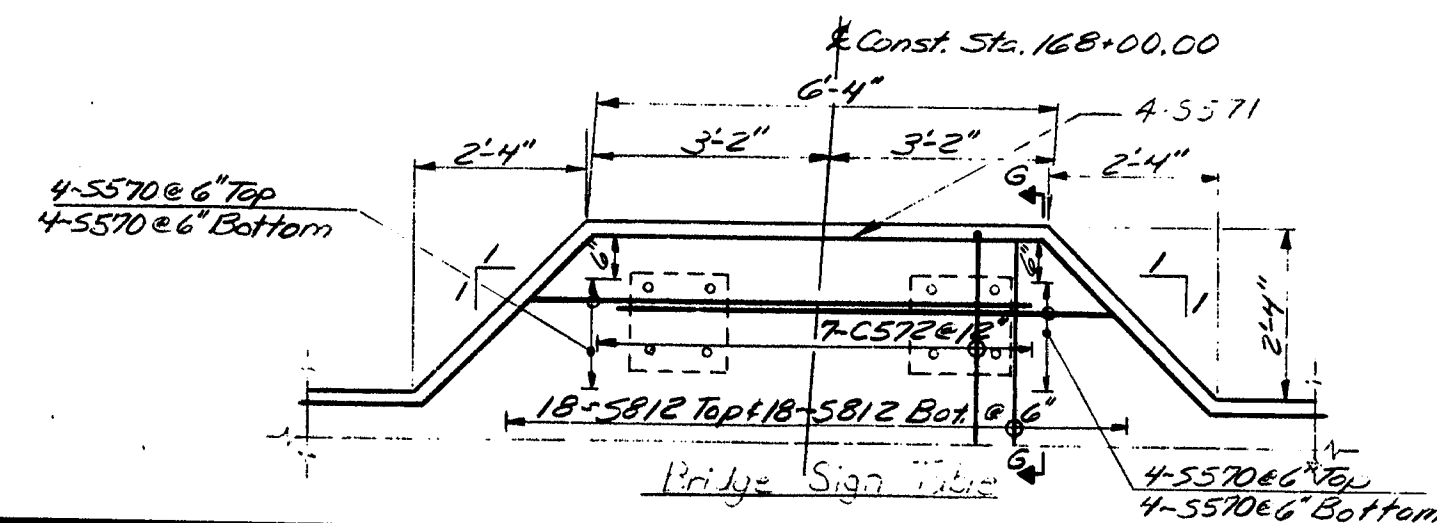 ℄ Const. Sta. 168+00.00
6'-4"
4-S571
3'-2"
3'-2"
2'-4"
2'-4"
G
4-S570@6" Top
4-S570@6" Bottom
6"
6"
1
1
1
1
7-C572@12"
2'-4"
18-S812 Top & 18-S812 Bot. @ 6"
G
Bridge Sign
4-S570@6" Top
4-S570@6" Bottom